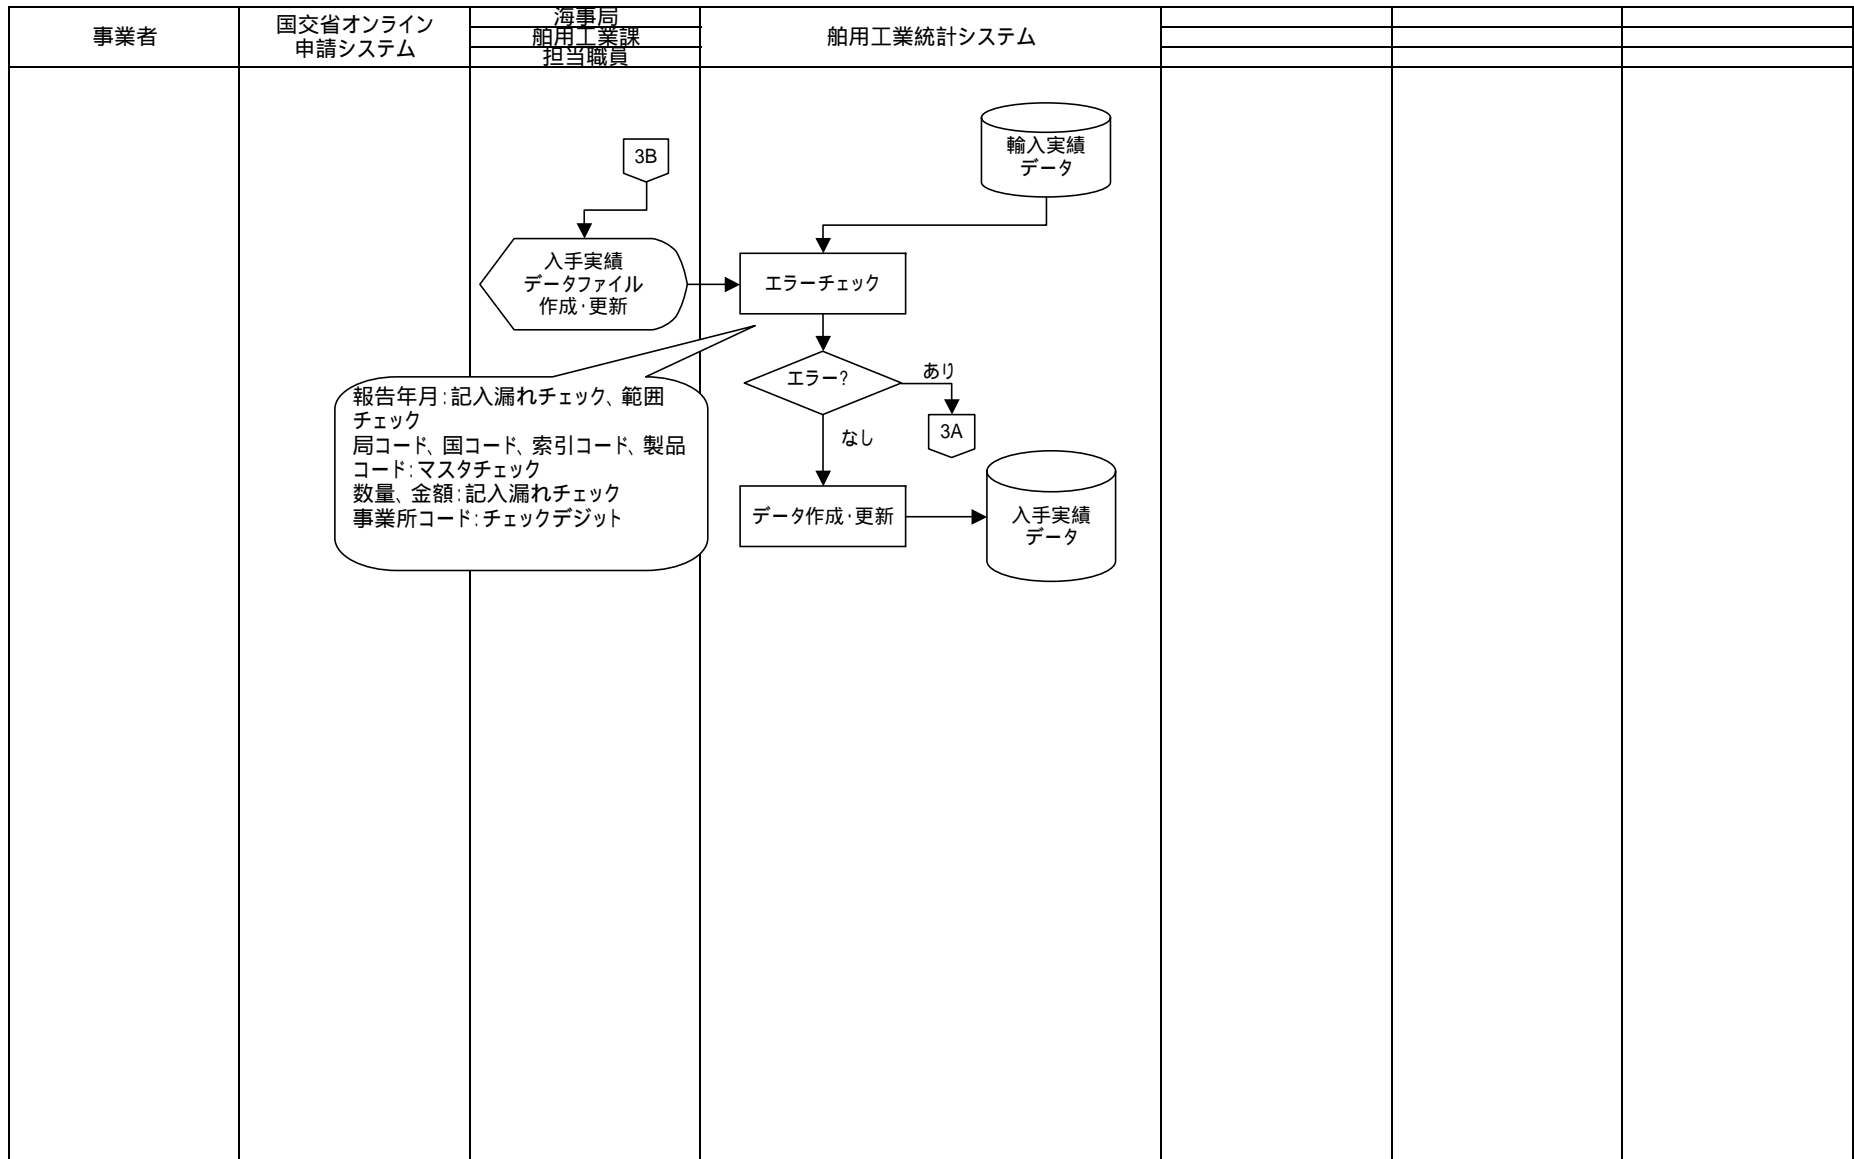 事業者
国交省オンライン
申請システム
海事局
舶用工業課
担当職員
舶用工業統計システム
3B
輸入実績
データ
入手実績
データファイル
作成・更新
エラーチェック
エラー?
あり
なし
3A
報告年月:記入漏れチェック、範囲
チェック
局コード、国コード、索引コード、製品
コード:マスタチェック
数量、金額:記入漏れチェック
事業所コード:チェックデジット
データ作成・更新
入手実績
データ